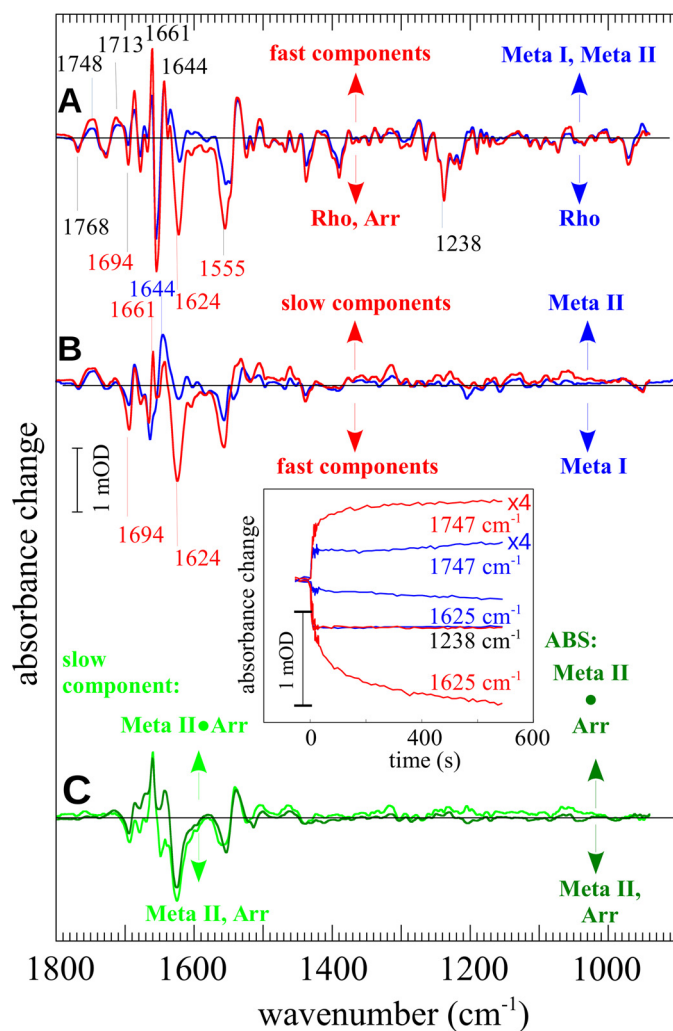 1661
1713
1748
1644
fast components
Meta I, Meta II
A
Rho, Arr
Rho
1768
1238
1694
1555
1644
1624
1661
slow components
Meta II
B
1 mOD
fast components
Meta I
1694
1624
absorbance change
x4
1747 cm-1
x4
1747 cm-1
1625 cm-1
1238 cm-1
1625 cm-1
absorbance change
1 mOD
0
400
600
time (s)
slow
component:
Meta II●Arr
ABS:
Meta II
●
Arr
C
Meta II, Arr
Meta II,
Arr
1800
1600
1400
1200
1000
wavenumber (cm-1)